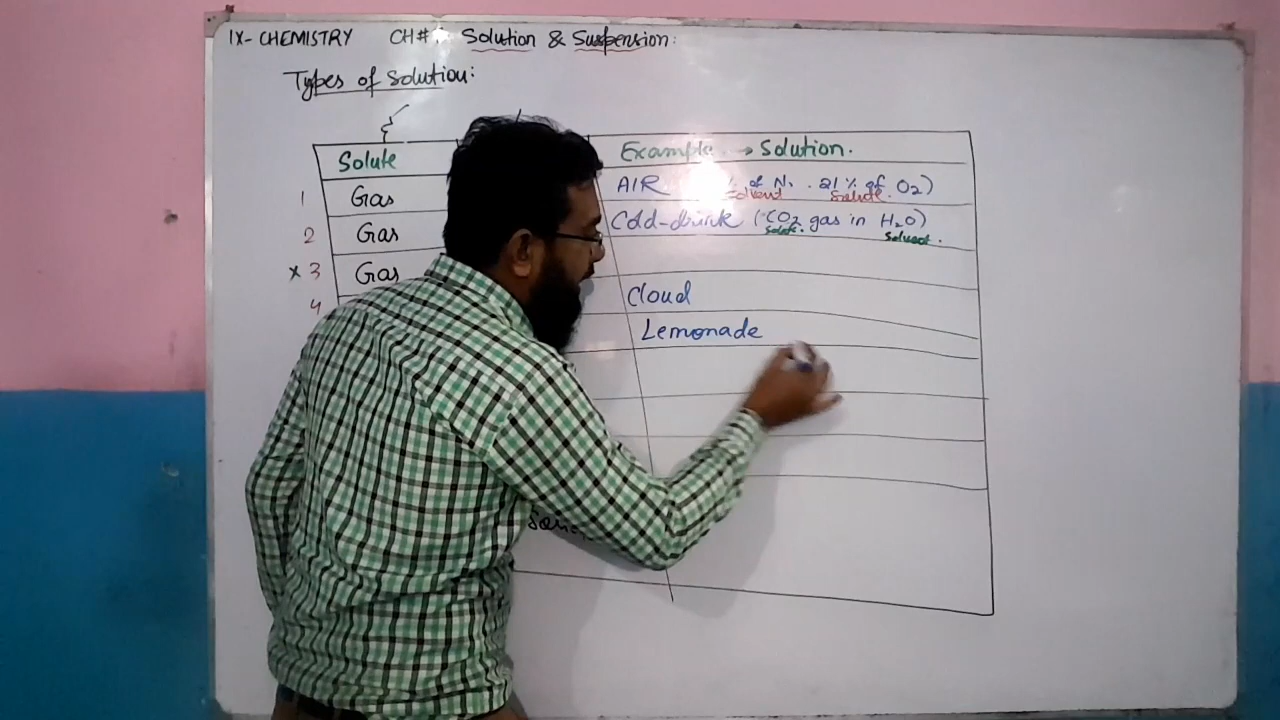 IX- CHEMISTRY CH# Solution & Suspension:
Types of Solution:
Solute Example → Solution.
1 Gas AIR % of N₂ . 21 % of O₂)
Solvent Solute.
2 Gas Cold-drink (CO₂ gas in H₂O)
Solute. Solvent.
x 3 Gas
4 Cloud
Lemonade